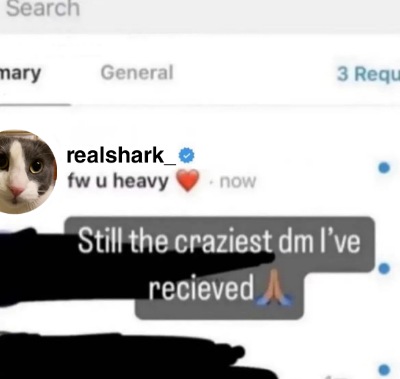 Search
mary General 3 Requ
realshark_
fw u heavy ❤️ · now
Still the craziest dm I've
recieved🙏🏽